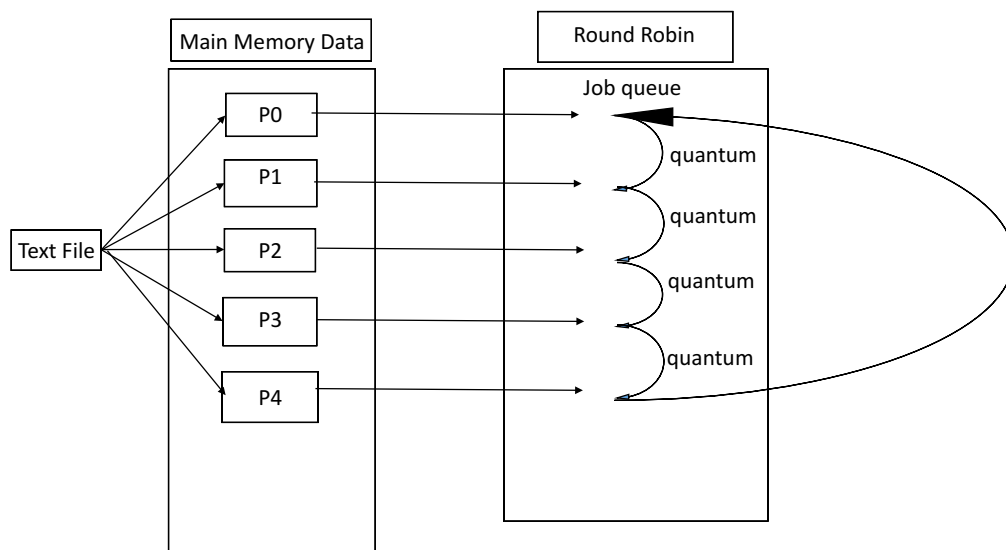 Main Memory Data
Round Robin
Job queue
P0
quantum
P1
quantum
Text File
P2
quantum
P3
quantum
P4